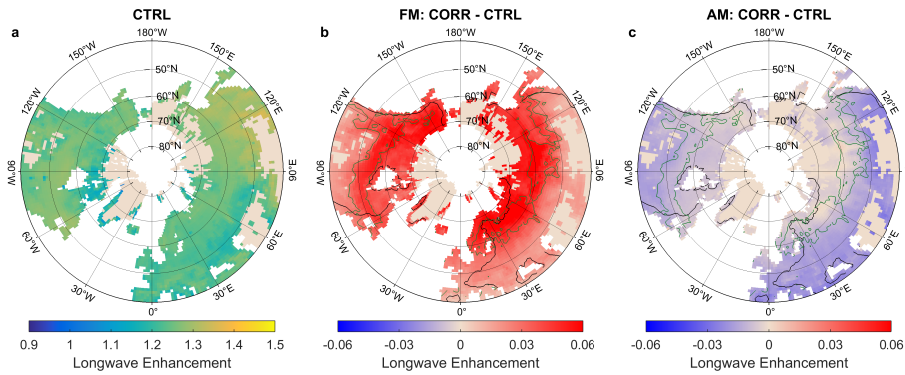 CTRL
FM: CORR - CTRL
AM: CORR - CTRL
a
b
c
180°W
150°W
150°E
120°W
120°E
90°W
90°E
60°W
60°E
30°W
30°E
0°
50°N
60°N
70°N
80°N
180°W
150°W
150°E
120°W
120°E
90°W
90°E
60°W
60°E
30°W
30°E
0°
50°N
60°N
70°N
80°N
180°W
150°W
150°E
120°W
120°E
90°W
90°E
60°W
60°E
30°W
30°E
0°
50°N
60°N
70°N
80°N
0.9 1 1.1 1.2 1.3 1.4 1.5
Longwave Enhancement
-0.06 -0.03 0 0.03 0.06
Longwave Enhancement
-0.06 -0.03 0 0.03 0.06
Longwave Enhancement